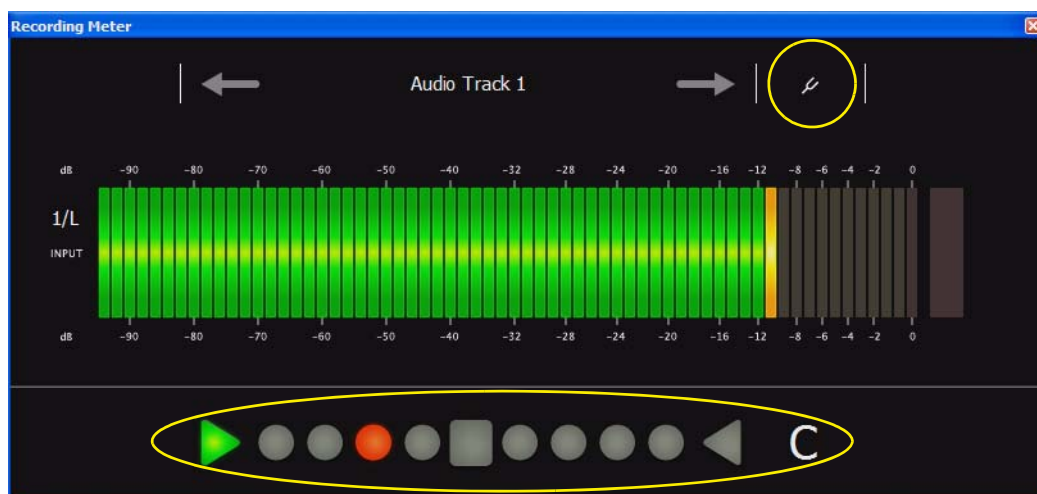 Recording Meter
Audio Track 1
dB -90 -80 -70 -60 -50 -40 -32 -28 -24 -20 -16 -12 -8 -6 -4 -2 0
1/L
INPUT
dB -90 -80 -70 -60 -50 -40 -32 -28 -24 -20 -16 -12 -8 -6 -4 -2 0
C